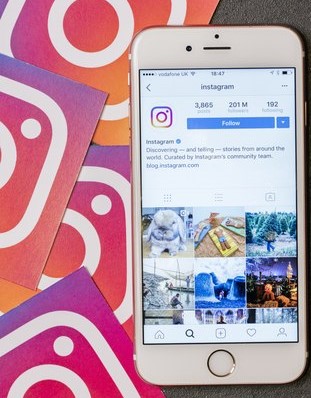 vodafone UK 18:47
instagram
3,865 201 M 192
posts followers following
Follow
Instagram
Discovering — and telling — stories from around the
world. Curated by Instagram's community team.
blog.instagram.com